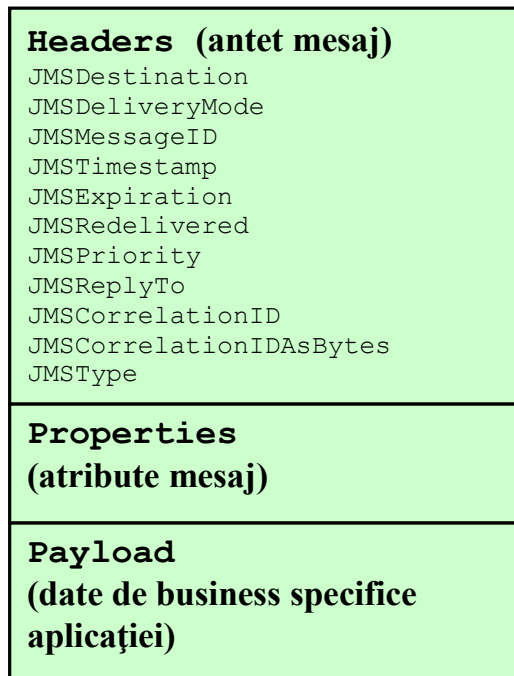 Headers (antet mesaj)
JMSDestination
JMSDeliveryMode
JMSMessageID
JMSTimestamp
JMSExpiration
JMSRedelivered
JMSPriority
JMSReplyTo
JMSCorrelationID
JMSCorrelationIDAsBytes
JMSType
Properties
(atribute mesaj)
Payload
(date de business specifice
aplicaţiei)